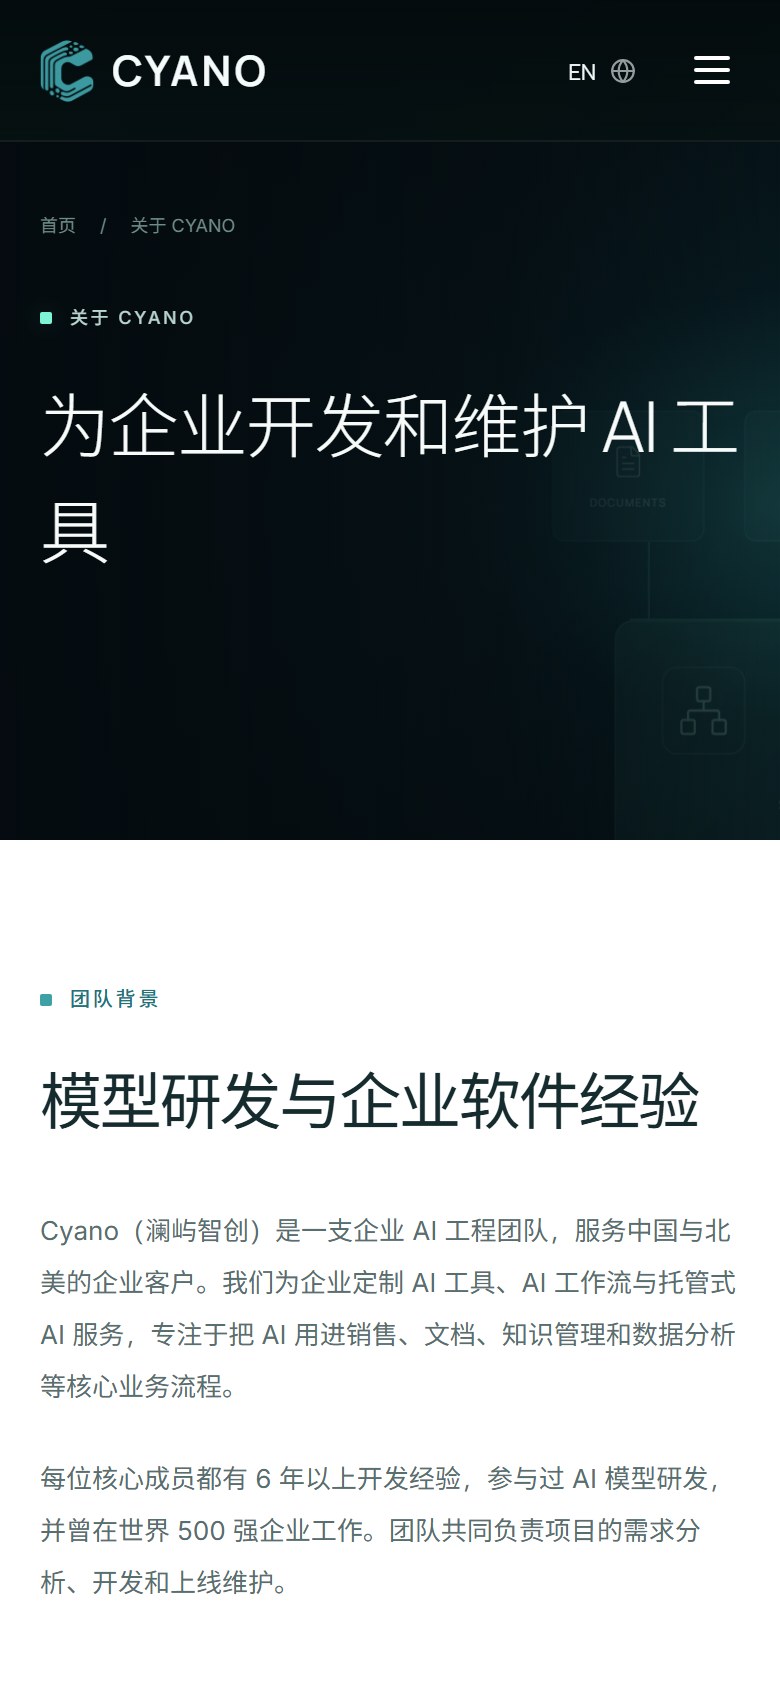 CYANO
EN
首页 / 关于 CYANO
关于 CYANO
为企业开发和维护 AI 工
具
DOCUMENTS
团队背景
模型研发与企业软件经验
Cyano（澜屿智创）是一支企业 AI 工程团队，服务中国与北
美的企业客户。我们为企业定制 AI 工具、AI 工作流与托管式
AI 服务，专注于把 AI 用进销售、文档、知识管理和数据分析
等核心业务流程。
每位核心成员都有 6 年以上开发经验，参与过 AI 模型研发，
并曾在世界 500 强企业工作。团队共同负责项目的需求分
析、开发和上线维护。